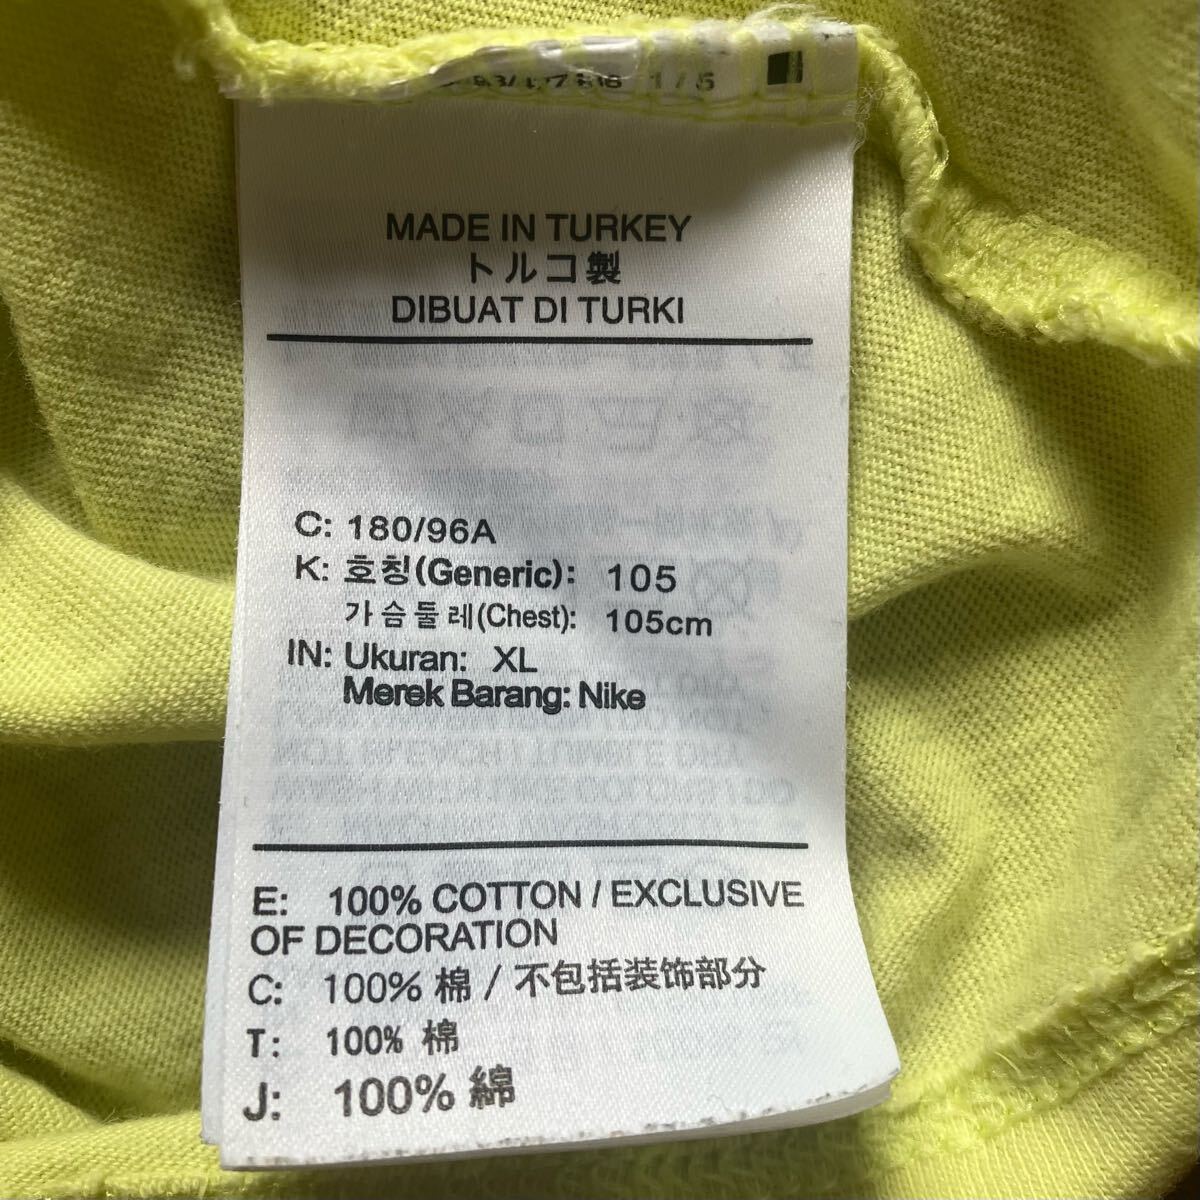 1/5
MADE IN TURKEY
トルコ製
DIBUAT DI TURKI
C: 180/96A
K: 호칭(Generic): 105
가슴둘레(Chest): 105cm
IN: Ukuran: XL
Merek Barang: Nike
E: 100% COTTON / EXCLUSIVE
OF DECORATION
C: 100% 棉 / 不包括装饰部分
T: 100% 棉
J: 100% 綿